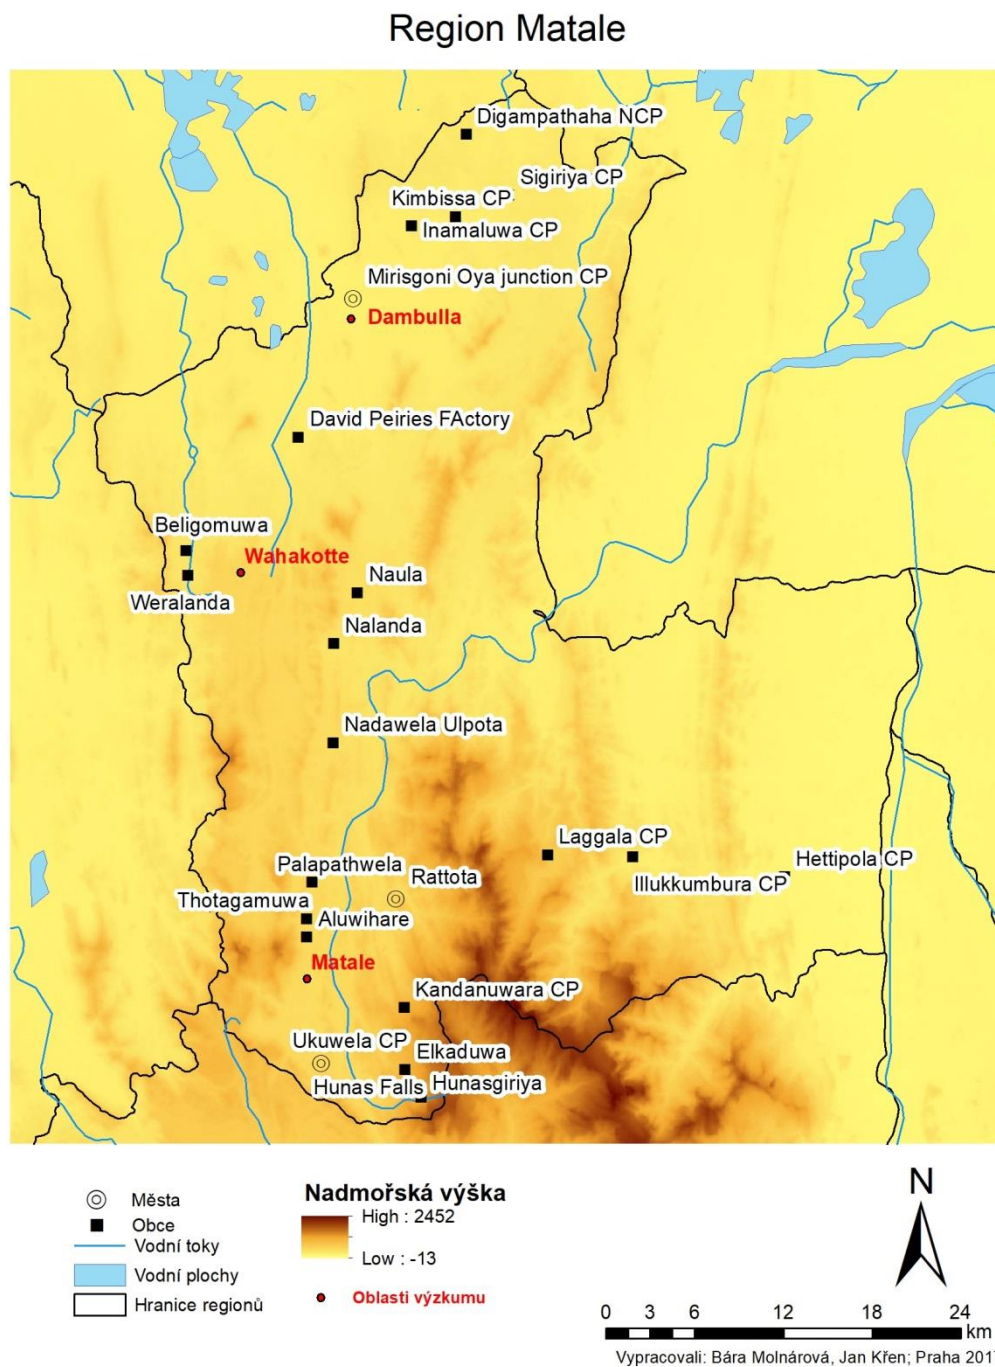 Region Matale
Digampathaha NCP
Sigiriya CP
Kimbissa CP
Inamaluwa CP
Mirisgoni Oya junction CP
Dambulla
David Peiries FActory
Beligomuwa
Wahakotte
Weralanda
Naula
Nalanda
Nadawela Ulpota
Laggala CP
Palapathwela
Rattota
Hettipola CP
Illukkumbura CP
Thotagamuwa
Aluwihare
Matale
Kandanuwara CP
Ukuwela CP
Elkaduwa
Hunas Falls
Hunasgiriya
Města
Obce
Vodní toky
Vodní plochy
Hranice regionů
Nadmořská výška
High : 2452
Low : -13
Oblasti výzkumu
N
0 3 6 12 18 24
km
Vypracovali: Bára Molnárová, Jan Křen; Praha 201